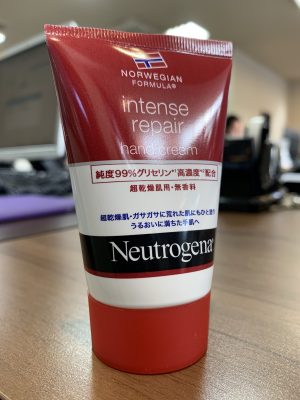 NORWEGIAN
FORMULA®
intense
repair
hand cream
純度99%グリセリン*¹高濃度*²配合
超乾燥肌用・無香料
超乾燥肌・ガサガサに荒れた肌にもひと塗り
うるおいに満ちた手肌へ
Neutrogena